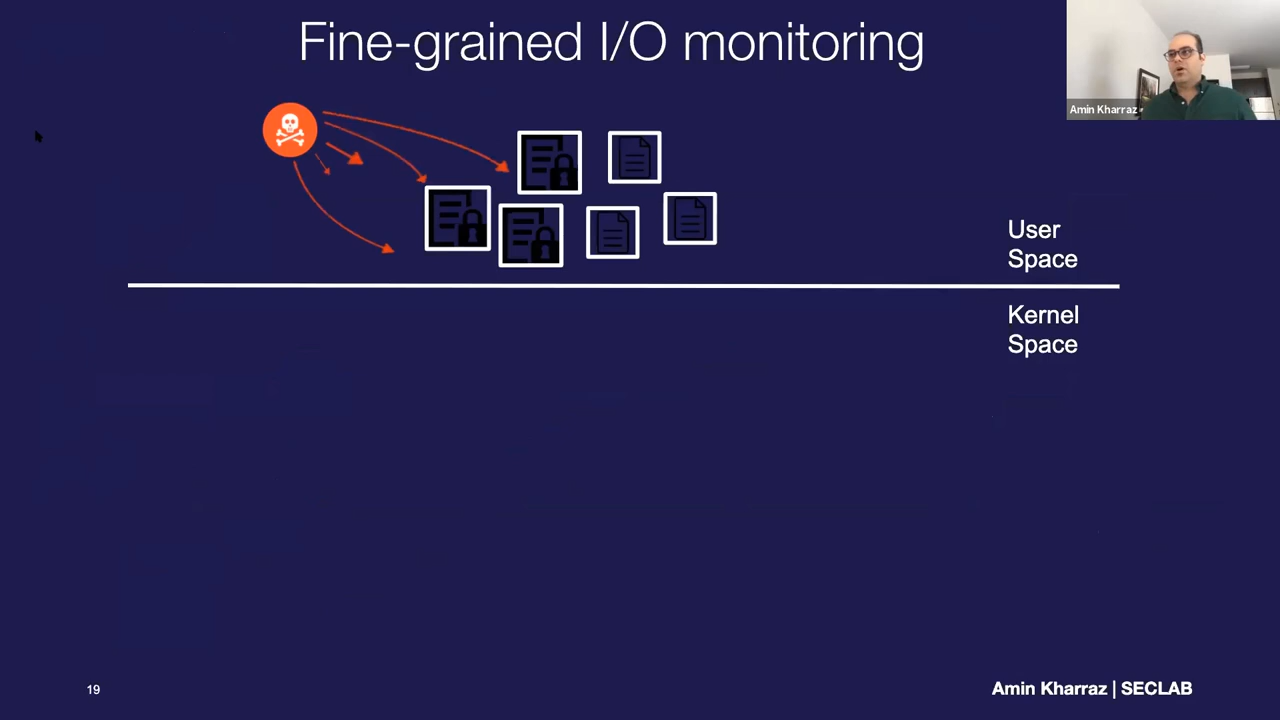 Fine-grained I/O monitoring
Amin Kharraz
User
Space
Kernel
Space
19
Amin Kharraz | SECLAB